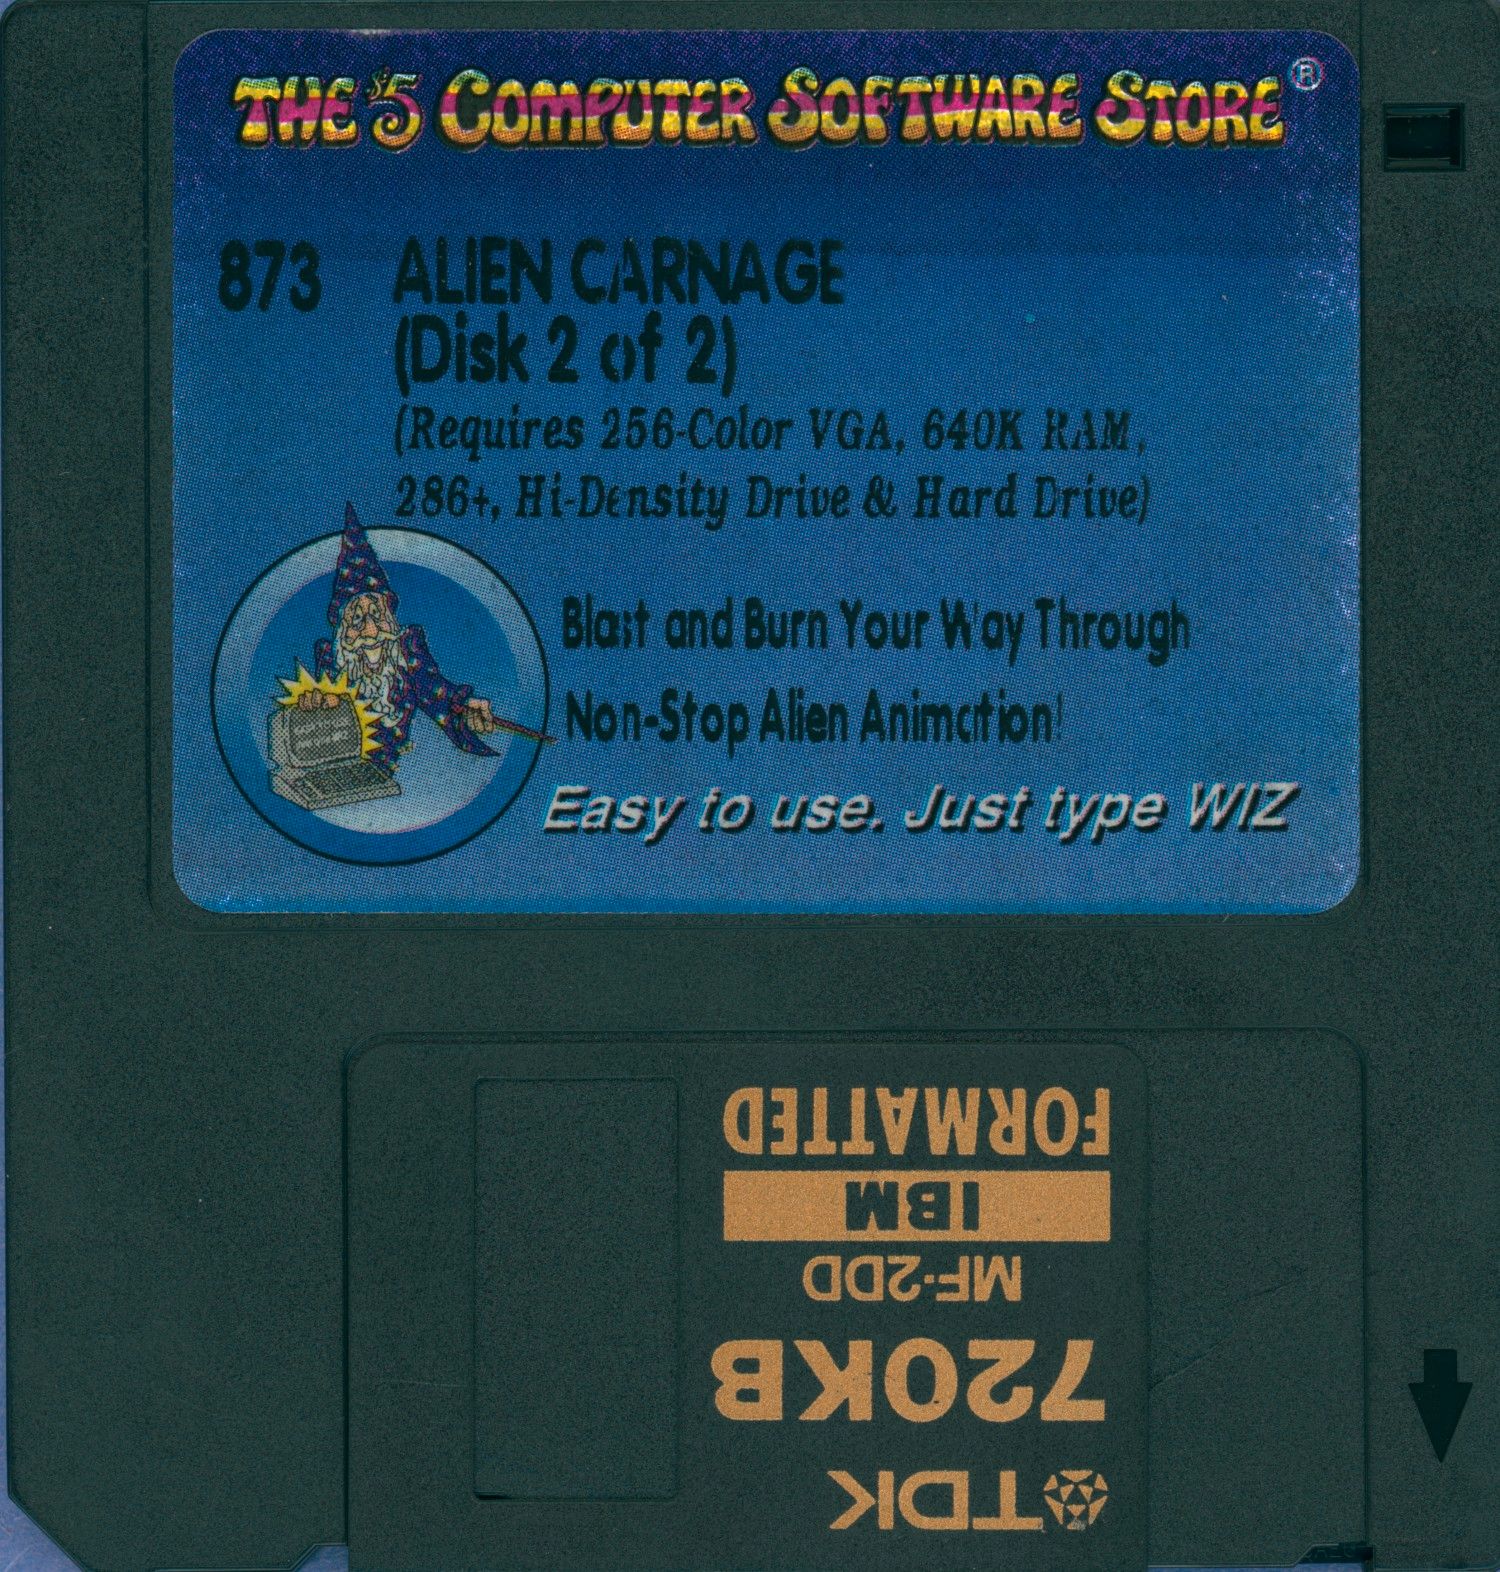 THE $5 COMPUTER SOFTWARE STORE®
873 ALIEN CARNAGE
(Disk 2 of 2)
(Requires 256-Color VGA, 640K RAM,
286+, Hi-Density Drive & Hard Drive)
Blast and Burn Your Way Through
Non-Stop Alien Animation!
Easy to use. Just type WIZ
FORMATTED
IBM
MF-2DD
720KB
TDK